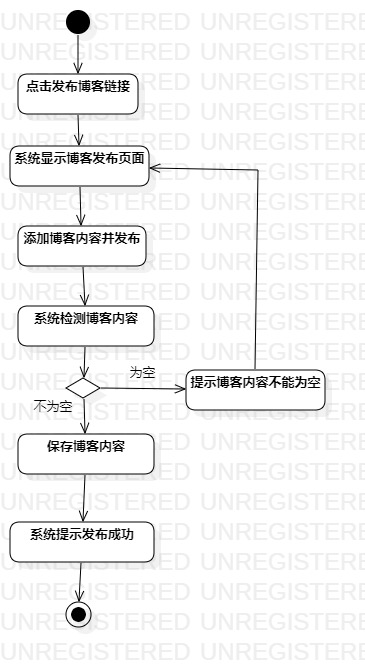 点击发布博客链接
系统显示博客发布页面
添加博客内容并发布
系统检测博客内容
为空
提示博客内容不能为空
不为空
保存博客内容
系统提示发布成功
UNREGISTERED